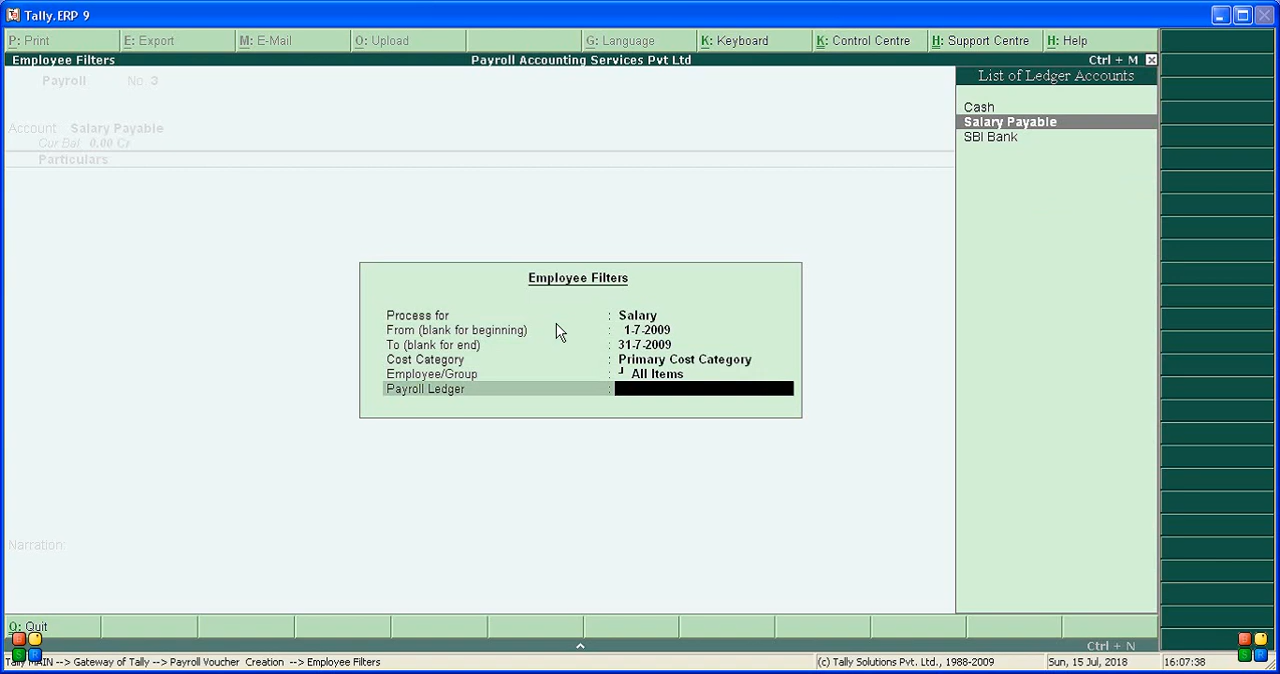 Tally.ERP 9
P: Print E: Export M: E-Mail O: Upload G: Language K: Keyboard K: Control Centre H: Support Centre H: Help
Employee Filters Payroll Accounting Services Pvt Ltd Ctrl + M
Payroll No. 3
Account: Salary Payable
Cur Bal: 0.00 Cr
Particulars
List of Ledger Accounts
Cash
Salary Payable
SBI Bank
Employee Filters
Process for : Salary
From (blank for beginning) : 1-7-2009
To (blank for end) : 31-7-2009
Cost Category : Primary Cost Category
Employee/Group : ┘ All Items
Payroll Ledger :
Narration:
Q: Quit
Ctrl + N
Tally MAIN --> Gateway of Tally --> Payroll Voucher Creation --> Employee Filters (c) Tally Solutions Pvt. Ltd., 1988-2009 Sun, 15 Jul, 2018 16:07:38